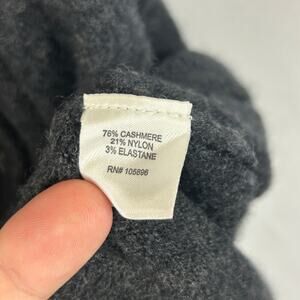 76% CASHMERE
21% NYLON
3% ELASTANE
RN# 105896